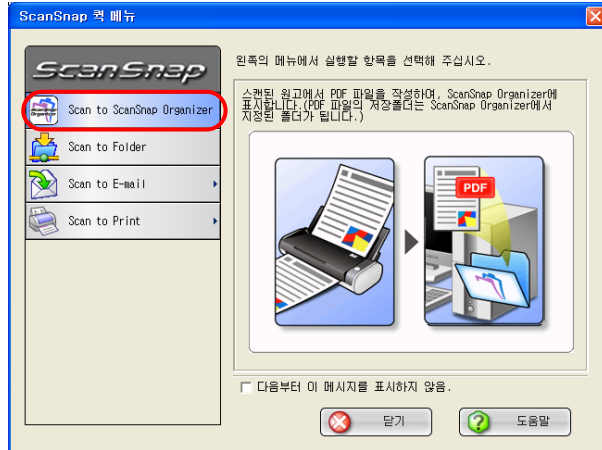 ScanSnap 퀵 메뉴
ScanSnap
Scan to ScanSnap Organizer
Scan to Folder
Scan to E-mail
Scan to Print
왼쪽의 메뉴에서 실행할 항목을 선택해 주십시오.
스캔된 원고에서 PDF 파일을 작성하여, ScanSnap Organizer에
표시합니다.(PDF 파일의 저장폴더는 ScanSnap Organizer에서
지정된 폴더가 됩니다.)
PDF
다음부터 이 메시지를 표시하지 않음.
닫기
도움말